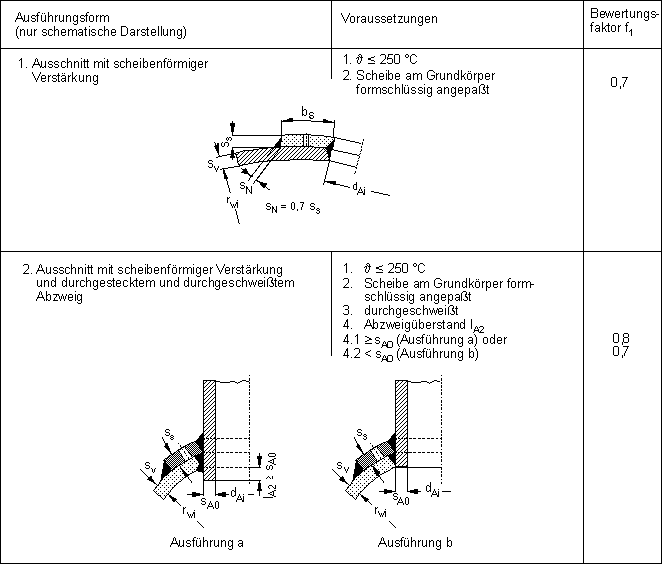 Ausführungsform
(nur schematische Darstellung)
Voraussetzungen
Bewertungs-
faktor f1
1. Ausschnitt mit scheibenförmiger
Verstärkung
1. ϑ ≤ 250 °C
2. Scheibe am Grundkörper
formschlüssig angepaßt
0,7
bs
ss
sv
rwi
sN
dAi
sN = 0,7 ss
2. Ausschnitt mit scheibenförmiger Verstärkung
und durchgestecktem und durchgeschweißtem
Abzweig
1. ϑ ≤ 250 °C
2. Scheibe am Grundkörper form-
schlüssig angepaßt
3. durchgeschweißt
4. Abzweigüberstand lA2
4.1 ≥ sA0 (Ausführung a) oder
4.2 < sA0 (Ausführung b)
0,8
0,7
ss
sv
rwi
sA0
dAi
lA2 ≥ sA0
Ausführung a
ss
sv
rwi
sA0
dAi
Ausführung b